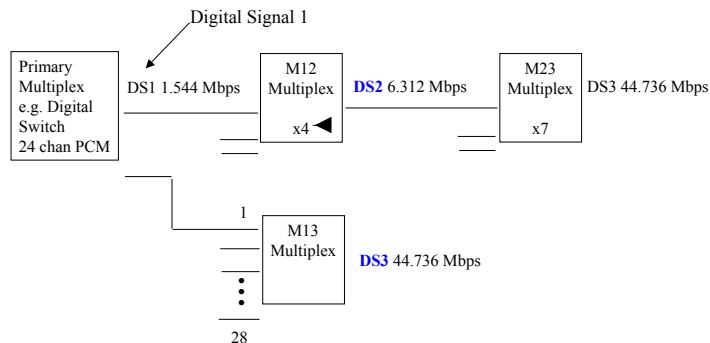 Digital Signal 1
Primary
Multiplex
e.g. Digital
Switch
24 chan PCM
DS1 1.544 Mbps
M12
Multiplex
x4
DS2 6.312 Mbps
M23
Multiplex
x7
DS3 44.736 Mbps
1
M13
Multiplex
DS3 44.736 Mbps
28